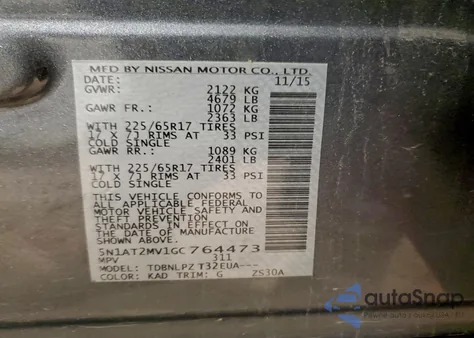 MFD BY NISSAN MOTOR CO., LTD.
DATE: 11/15
GVWR: 2122 KG
4679 LB
GAWR FR.: 1072 KG
2363 LB
WITH 225/65R17 TIRES
17 X 7J RIMS AT 33 PSI
COLD SINGLE
GAWR RR.: 1089 KG
2401 LB
WITH 225/65R17 TIRES
17 X 7J RIMS AT 33 PSI
COLD SINGLE
THIS VEHICLE CONFORMS TO
ALL APPLICABLE FEDERAL
MOTOR VEHICLE SAFETY
STANDARDS IN EFFECT ON
THE DATE OF MANUFACTURE
SHOWN ABOVE.
5N1AT2MV1GC764473
MPV 311
MODEL: TDBNLPZ T32EUA---
COLOR: KAD TRIM: G ZS30A
autoSnap